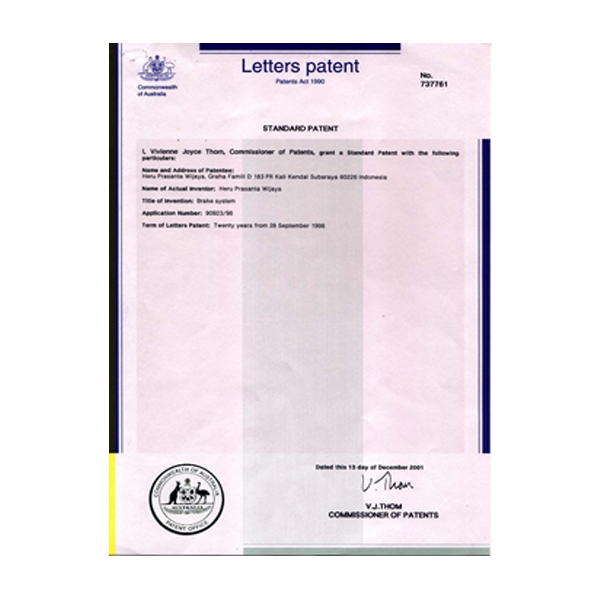 Letters patent
Patents Act 1990
Commonwealth
of Australia
No.
737761
STANDARD PATENT
I, Vivienne Joyce Thom, Commissioner of Patents, grant a Standard Patent with the following
particulars:
Name and Address of Patentee:
Heru Prasanta Wijaya, Graha Famili D 183 PR Kali Kendal Subaraya 60226 Indonesia
Name of Actual Inventor: Heru Prasanta Wijaya
Title of Invention: Brake system
Application Number: 90823/98
Term of Letters Patent: Twenty years from 28 September 1998
Dated this 13 day of December 2001
V. Thom
V.J.THOM
COMMISSIONER OF PATENTS
COMMONWEALTH OF AUSTRALIA
AUSTRALIA
PATENT OFFICE